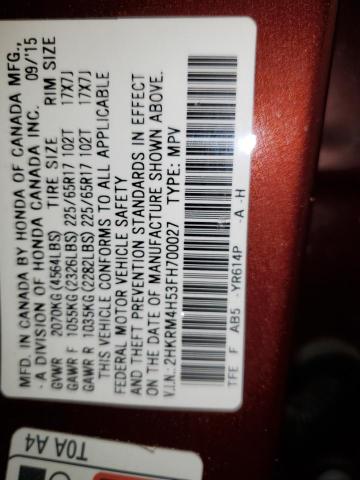 MFD. IN CANADA BY HONDA OF CANADA MFG.,
- A DIVISION OF HONDA CANADA INC. 09/'15
GVWR 2070KG(4564LBS) TIRE SIZE RIM SIZE
GAWR F 1055KG(2326LBS) 225/65R17 102T 17X7J
GAWR R 1035KG(2282LBS) 225/65R17 102T 17X7J
THIS VEHICLE CONFORMS TO ALL APPLICABLE
FEDERAL MOTOR VEHICLE SAFETY
AND THEFT PREVENTION STANDARDS IN EFFECT
ON THE DATE OF MANUFACTURE SHOWN ABOVE.
V.I.N.: 2HKRM4H53FH700027 TYPE: MPV
TFE F AB5 -YR614P -A -H
T0A A4